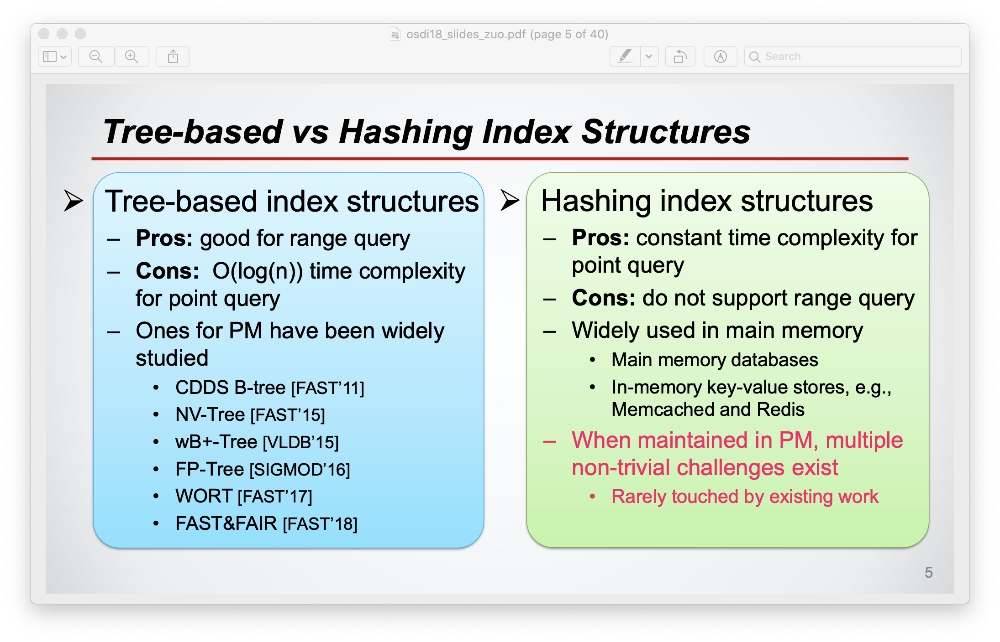 osdi18_slides_zuo.pdf (page 5 of 40)
Search
Tree-based vs Hashing Index Structures
➢ Tree-based index structures
– Pros: good for range query
– Cons:  O(log(n)) time complexity
for point query
– Ones for PM have been widely
studied
• CDDS B-tree [FAST’11]
• NV-Tree [FAST’15]
• wB+-Tree [VLDB’15]
• FP-Tree [SIGMOD’16]
• WORT [FAST’17]
• FAST&FAIR [FAST’18]
➢ Hashing index structures
– Pros: constant time complexity for
point query
– Cons: do not support range query
– Widely used in main memory
• Main memory databases
• In-memory key-value stores, e.g.,
Memcached and Redis
– When maintained in PM, multiple
non-trivial challenges exist
• Rarely touched by existing work
5